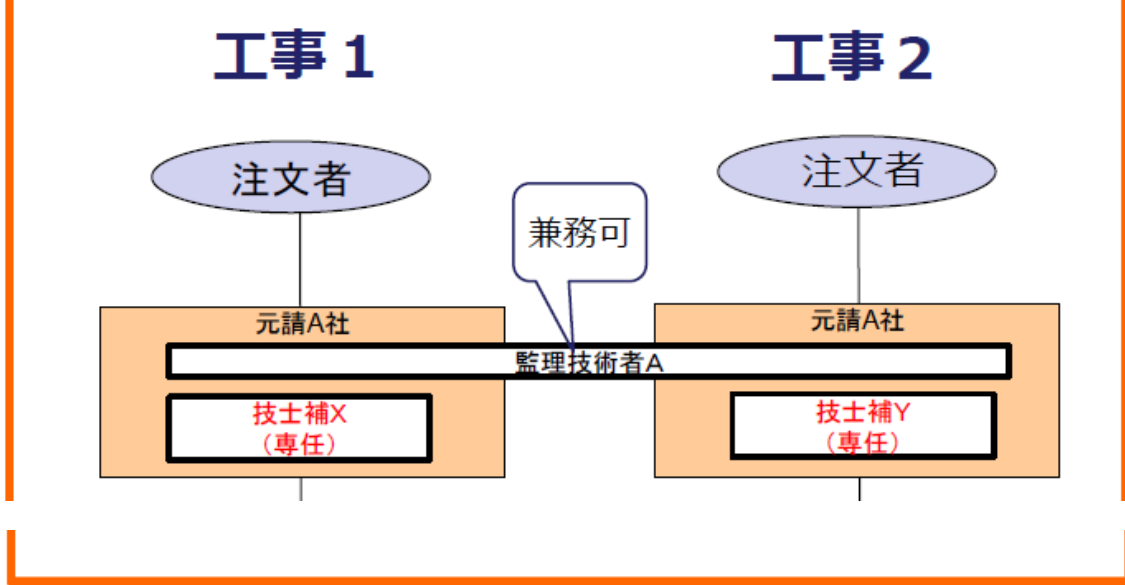 工事1
工事2
注文者
注文者
兼務可
元請A社
元請A社
監理技術者A
技士補X
(専任)
技士補Y
(専任)